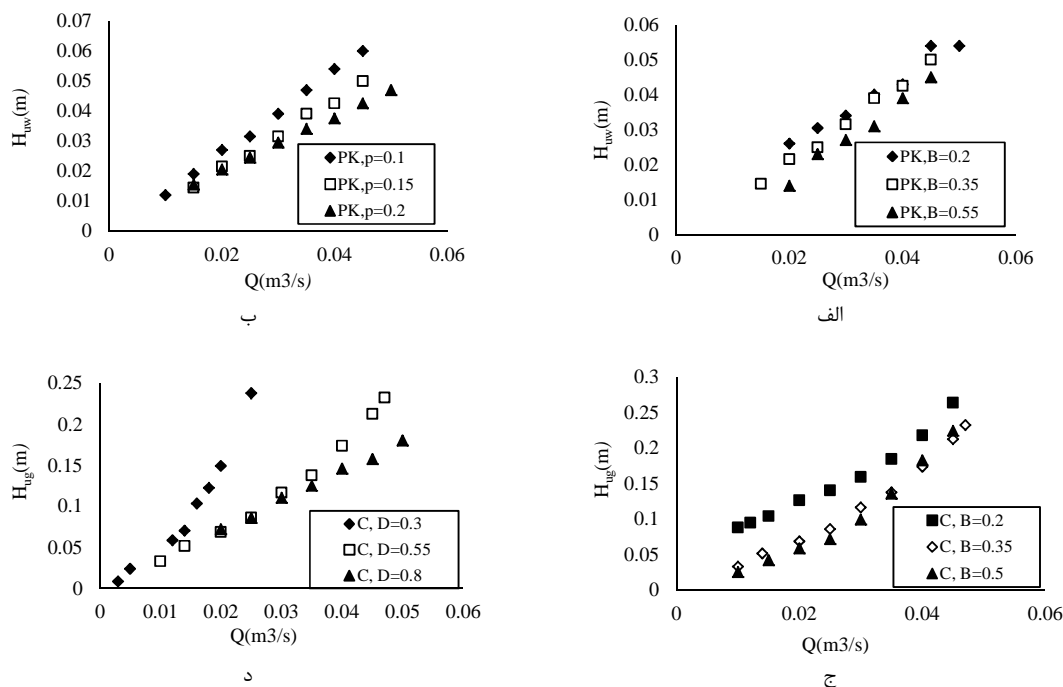 0.07
0.06
0.05
0.04
0.03
0.02
0.01
0
Huw(m)
PK,p=0.1
PK,p=0.15
PK,p=0.2
0 0.02 0.04 0.06
Q(m3/s)
ب
0.06
0.05
0.04
0.03
0.02
0.01
0
Huw(m)
PK,B=0.2
PK,B=0.35
PK,B=0.55
0 0.02 0.04 0.06
Q(m3/s)
الف
0.25
0.2
0.15
0.1
0.05
0
Hug(m)
C, D=0.3
C, D=0.55
C, D=0.8
0 0.01 0.02 0.03 0.04 0.05 0.06
Q(m3/s)
د
0.3
0.25
0.2
0.15
0.1
0.05
0
Hug(m)
C, B=0.2
C, B=0.35
C, B=0.5
0 0.02 0.04 0.06
Q(m3/s)
ج